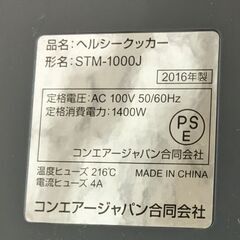 品名：ヘルシークッカー
形名：STM-1000J
2016年製
定格電圧：AC 100V 50/60Hz
定格消費電力：1400W
PS
E
コンエアージャパン合同会社
温度ヒューズ 216℃
電流ヒューズ 4A
MADE IN CHINA
コンエアージャパン合同会社